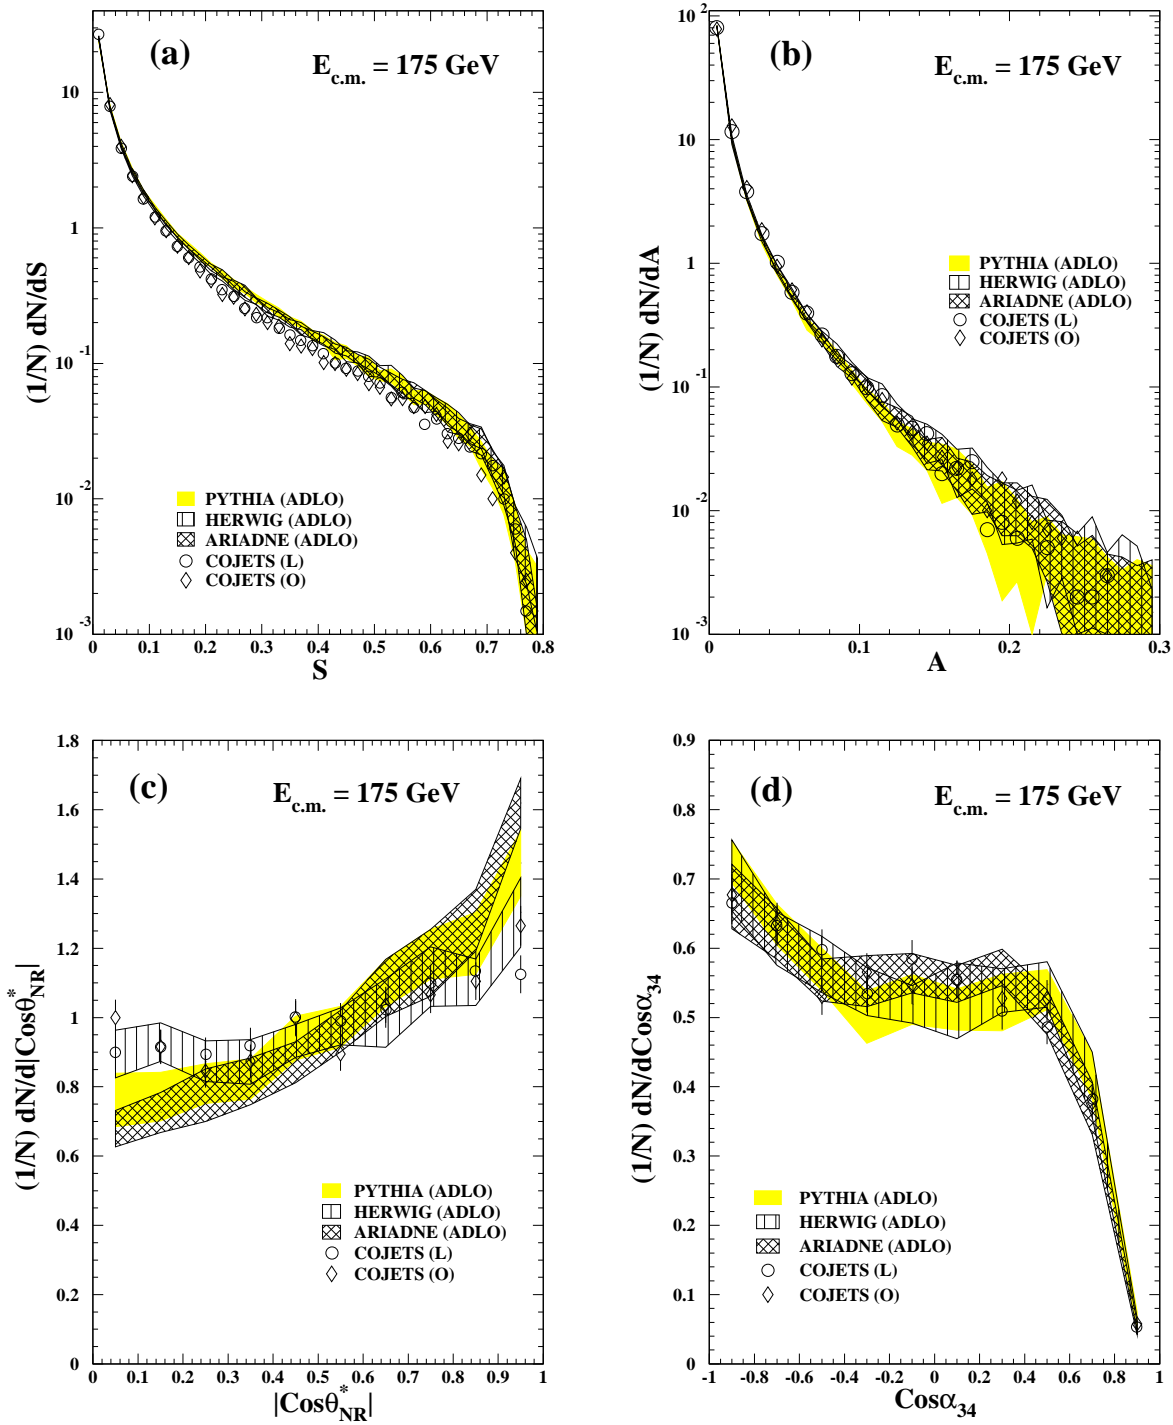 (a)
E_c.m. = 175 GeV
(1/N) dN/dS
10
1
10^-1
10^-2
10^-3
PYTHIA (ADLO)
HERWIG (ADLO)
ARIADNE (ADLO)
COJETS (L)
COJETS (O)
0 0.1 0.2 0.3 0.4 0.5 0.6 0.7 0.8
S
(b)
E_c.m. = 175 GeV
(1/N) dN/dA
10^2
10
1
10^-1
10^-2
10^-3
PYTHIA (ADLO)
HERWIG (ADLO)
ARIADNE (ADLO)
COJETS (L)
COJETS (O)
0 0.1 0.2 0.3
A
(c)
E_c.m. = 175 GeV
(1/N) dN/d|Cosθ*_NR|
1.8
1.6
1.4
1.2
1
0.8
0.6
0.4
0.2
0
PYTHIA (ADLO)
HERWIG (ADLO)
ARIADNE (ADLO)
COJETS (L)
COJETS (O)
0 0.1 0.2 0.3 0.4 0.5 0.6 0.7 0.8 0.9 1
|Cosθ*_NR|
(d)
E_c.m. = 175 GeV
(1/N) dN/dCosα_34
0.9
0.8
0.7
0.6
0.5
0.4
0.3
0.2
0.1
0
PYTHIA (ADLO)
HERWIG (ADLO)
ARIADNE (ADLO)
COJETS (L)
COJETS (O)
-1 -0.8 -0.6 -0.4 -0.2 0 0.2 0.4 0.6 0.8 1
Cosα_34